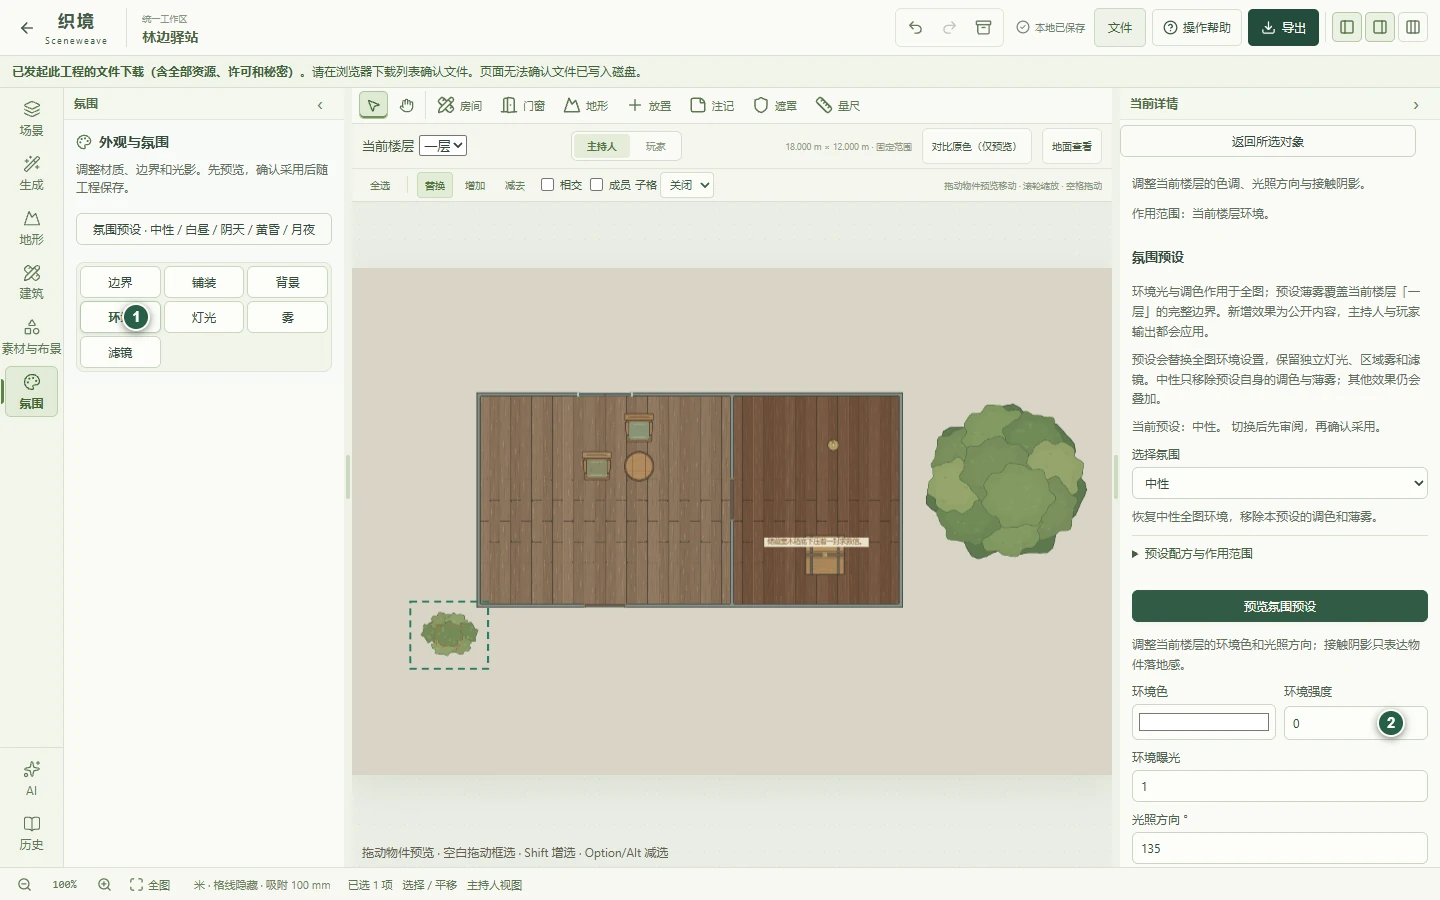 织境
Sceneweave
统一工作区
林边驿站
本地已保存
文件
操作帮助
导出
已发起此工程的文件下载（含全部资源、许可和秘密）。请在浏览器下载列表确认文件。页面无法确认文件已写入磁盘。
场景
生成
地形
建筑
素材与布景
氛围
AI
历史
氛围
外观与氛围
调整材质、边界和光影。先预览，确认采用后随
工程保存。
氛围预设 · 中性 / 白昼 / 阴天 / 黄昏 / 月夜
边界
铺装
背景
环
1
灯光
雾
滤镜
房间
门窗
地形
放置
注记
遮罩
量尺
当前楼层
一层
主持人
玩家
18.000 m × 12.000 m · 固定范围
对比原色（仅预览）
地面查看
全选
替换
增加
减去
相交
成员
子格
关闭
拖动物件预览移动 · 滚轮缩放 · 空格拖动
拖动物件预览 · 空白拖动框选 · Shift 增选 · Option/Alt 减选
当前详情
返回所选对象
调整当前楼层的色调、光照方向与接触阴影。
作用范围：当前楼层环境。
氛围预设
环境光与调色作用于全图；预设薄雾覆盖当前楼层「一
层」的完整边界。新增效果为公开内容，主持人与玩家
输出都会应用。
预设会替换全图环境设置，保留独立灯光、区域雾和滤
镜。中性只移除预设自身的调色与薄雾；其他效果仍会
叠加。
当前预设：中性。 切换后先审阅，再确认采用。
选择氛围
中性
恢复中性全图环境，移除本预设的调色和薄雾。
预设配方与作用范围
预览氛围预设
调整当前楼层的环境色和光照方向；接触阴影只表达物
件落地感。
环境色
环境强度
0
2
环境曝光
1
光照方向 °
135
100%
全图
米 · 格线隐藏 · 吸附 100 mm
已选 1 项
选择 / 平移
主持人视图